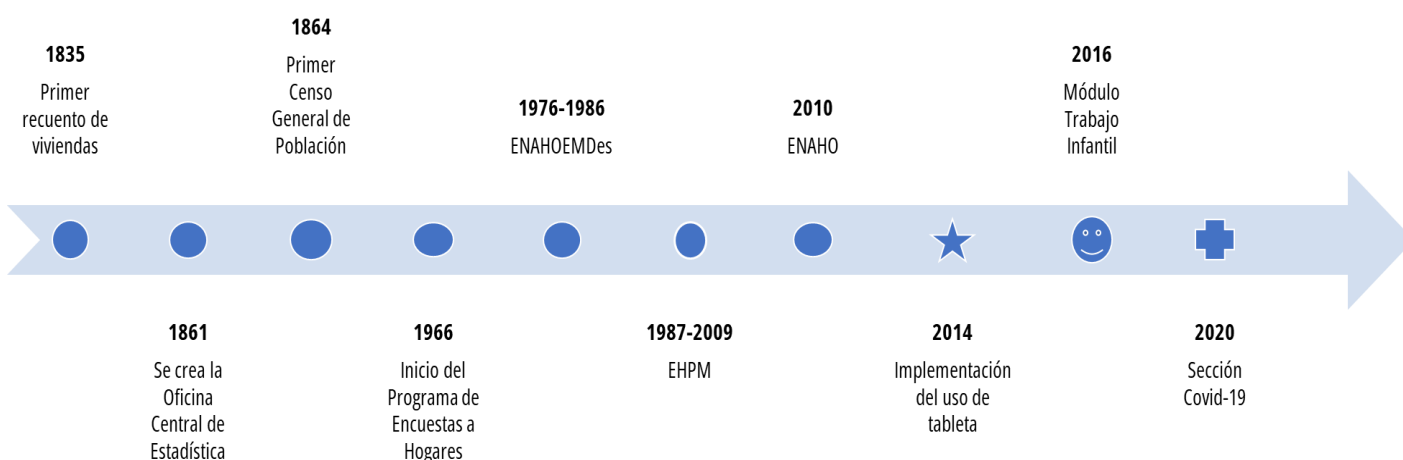 1835
Primer
recuento de
viviendas
1861
Se crea la
Oficina
Central de
Estadística
1864
Primer
Censo
General de
Población
1966
Inicio del
Programa de
Encuestas a
Hogares
1976-1986
ENAHOEMDes
1987-2009
EHPM
2010
ENAHO
2014
Implementación
del uso de
tableta
2016
Módulo
Trabajo
Infantil
2020
Sección
Covid-19